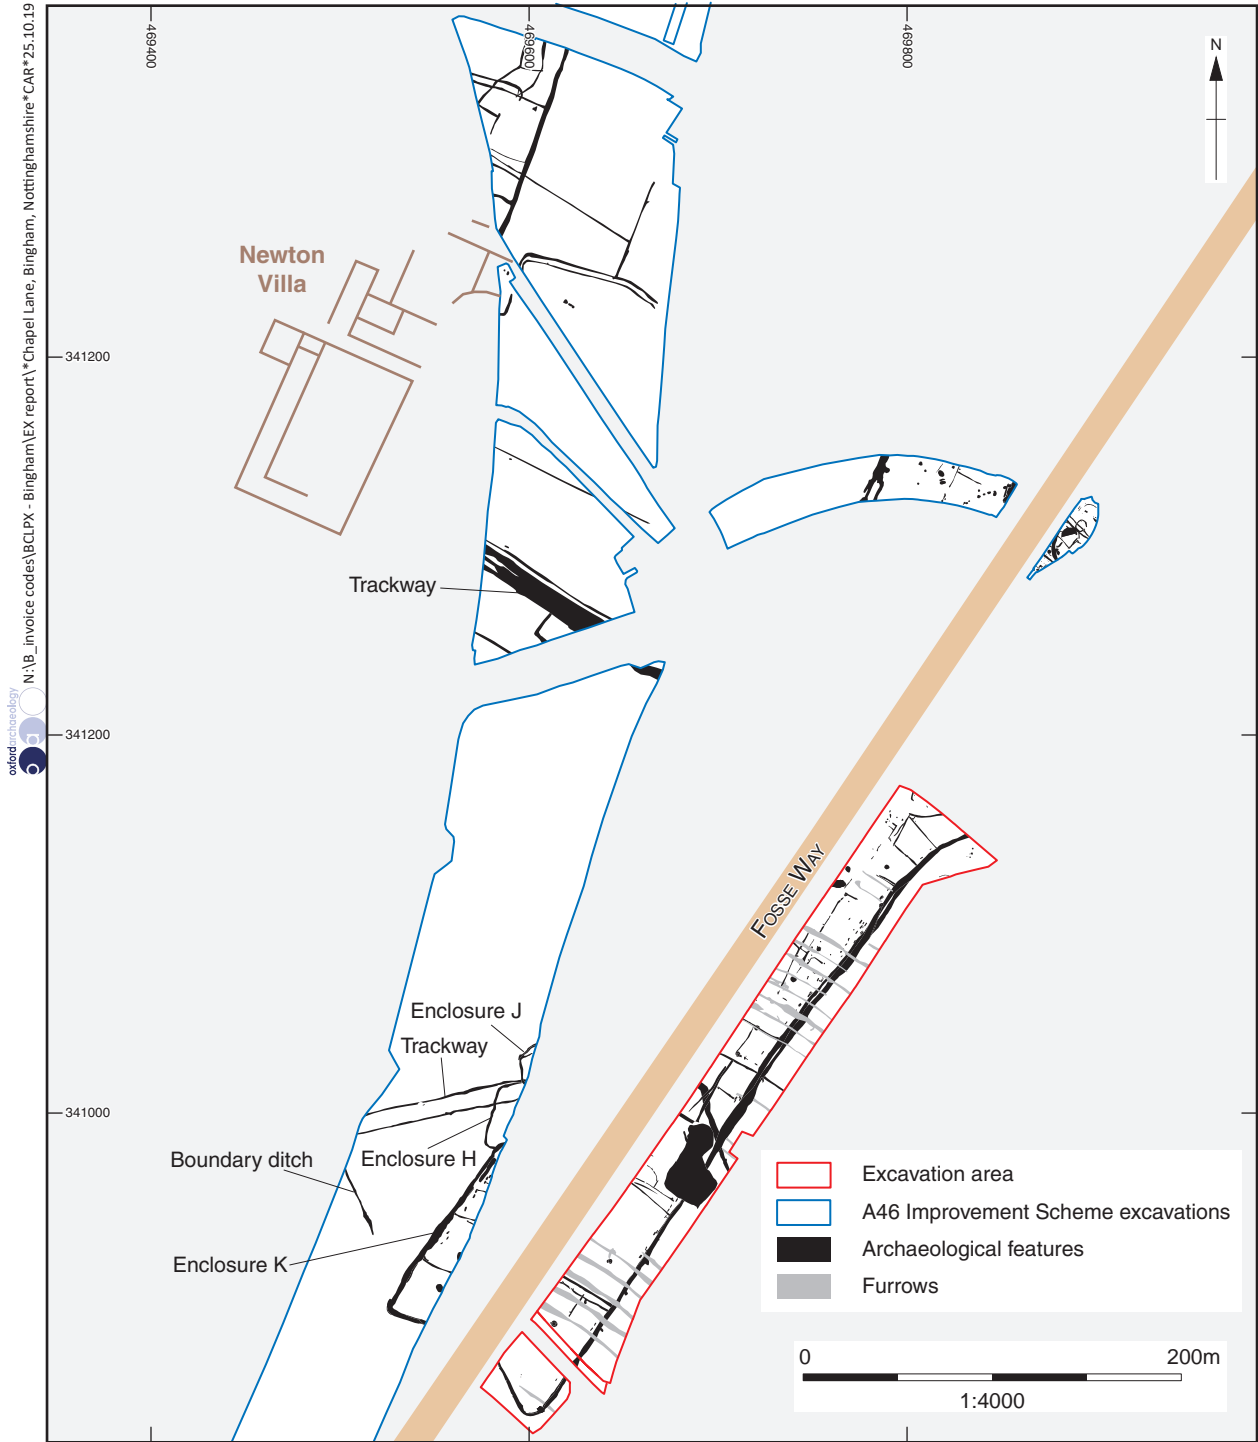 469400
469600
469800
N
Newton
Villa
341200
Trackway
341200
FOSSE WAY
Enclosure J
Trackway
341000
Boundary ditch
Enclosure H
Enclosure K
Excavation area
A46 Improvement Scheme excavations
Archaeological features
Furrows
0 200m
1:4000
N:\B_invoice codes\BCLPX - Bingham\EX report\*Chapel Lane, Bingham, Nottinghamshire*CAR*25.10.19
oxfordarchaeology